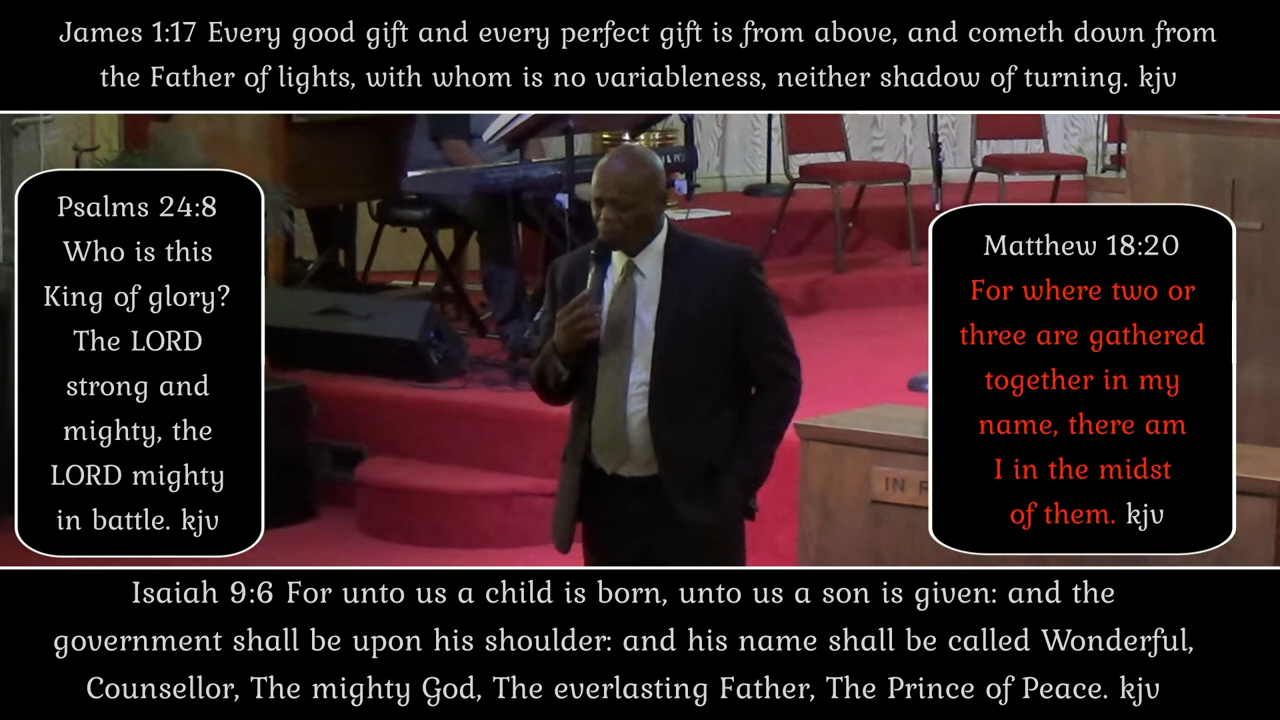 James 1:17 Every good gift and every perfect gift is from above, and cometh down from
the Father of lights, with whom is no variableness, neither shadow of turning. kjv
Psalms 24:8
Who is this
King of glory?
The LORD
strong and
mighty, the
LORD mighty
in battle. kjv
Matthew 18:20
For where two or
three are gathered
together in my
name, there am
I in the midst
of them. kjv
IN
Isaiah 9:6 For unto us a child is born, unto us a son is given: and the
government shall be upon his shoulder: and his name shall be called Wonderful,
Counsellor, The mighty God, The everlasting Father, The Prince of Peace. kjv